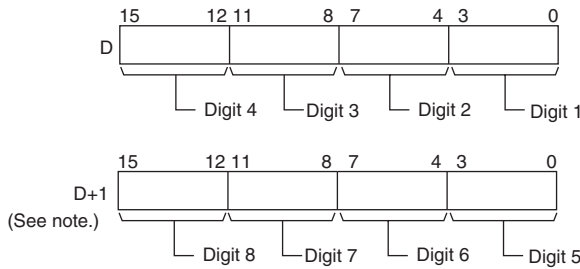 15 12 11 8 7 4 3 0
D
Digit 4 Digit 3 Digit 2 Digit 1
15 12 11 8 7 4 3 0
D+1
(See note.)
Digit 8 Digit 7 Digit 6 Digit 5